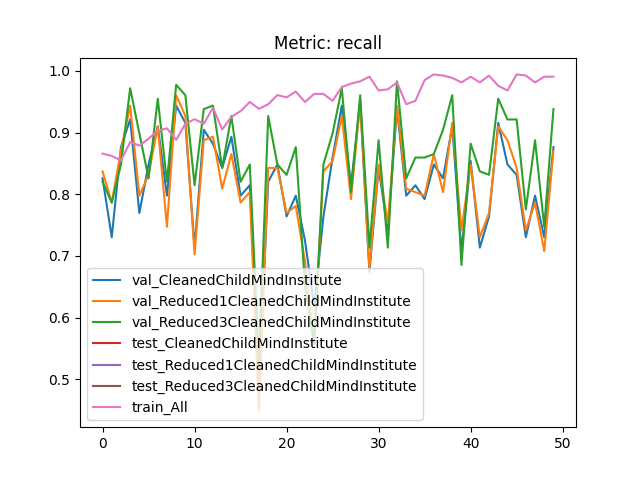 Metric: recall
1.0
0.9
0.8
0.7
0.6
0.5
val_CleanedChildMindInstitute
val_Reduced1CleanedChildMindInstitute
val_Reduced3CleanedChildMindInstitute
test_CleanedChildMindInstitute
test_Reduced1CleanedChildMindInstitute
test_Reduced3CleanedChildMindInstitute
train_All
0 10 20 30 40 50